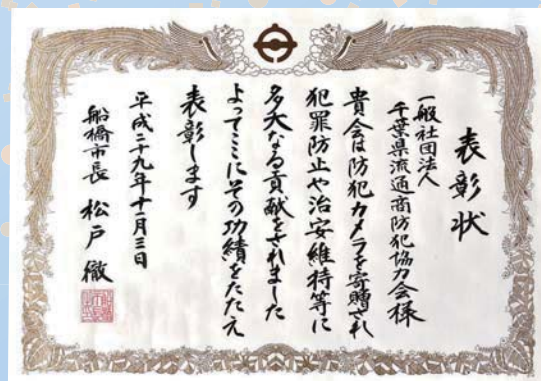 表彰状
一般社団法人
千葉県流通商防犯協力会様
貴会は防犯カメラを寄贈され
犯罪防止や治安維持等に
多大なる貢献をされました
よってここにその功績をたたえ
表彰します
平成二十九年十一月三日
船橋市長 松戸徹